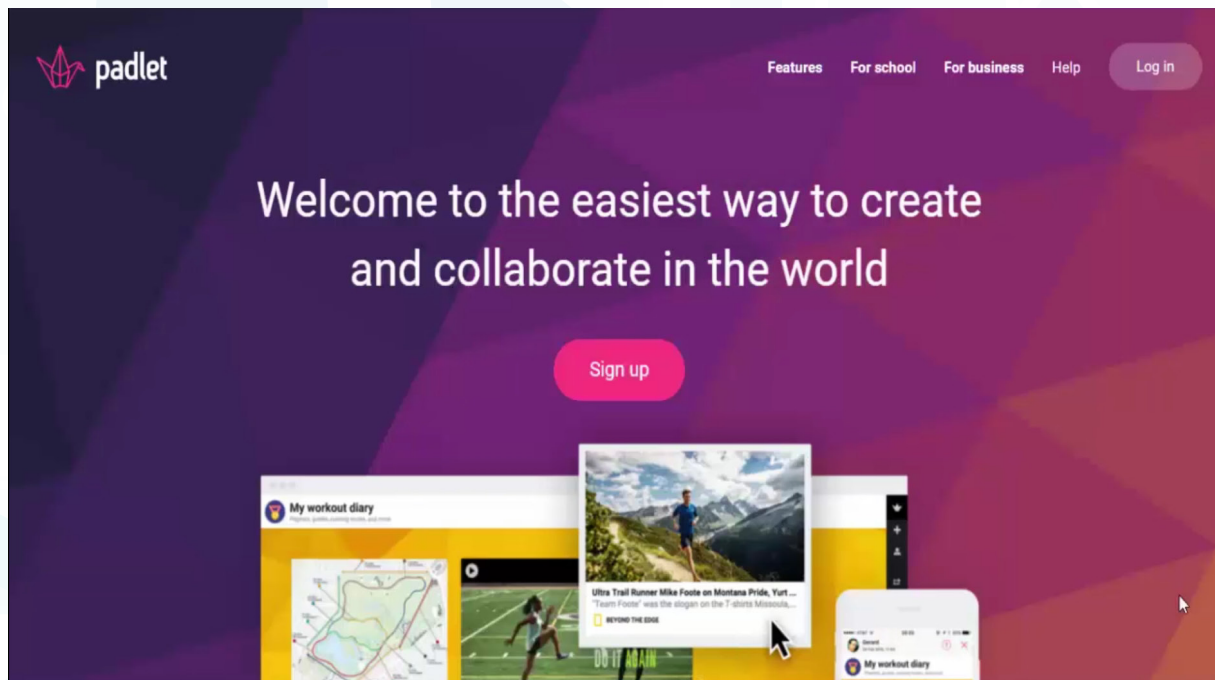 padlet
Features For school For business Help Log in
Welcome to the easiest way to create
and collaborate in the world
Sign up
My workout diary
Ultra Trail Runner Mike Foote on Montana Pride, Yurt ...
"Team Foote" was the slogan on the T-shirts Missoula,...
BEYOND THE EDGE
DO IT AGAIN
Gerard
My workout diary